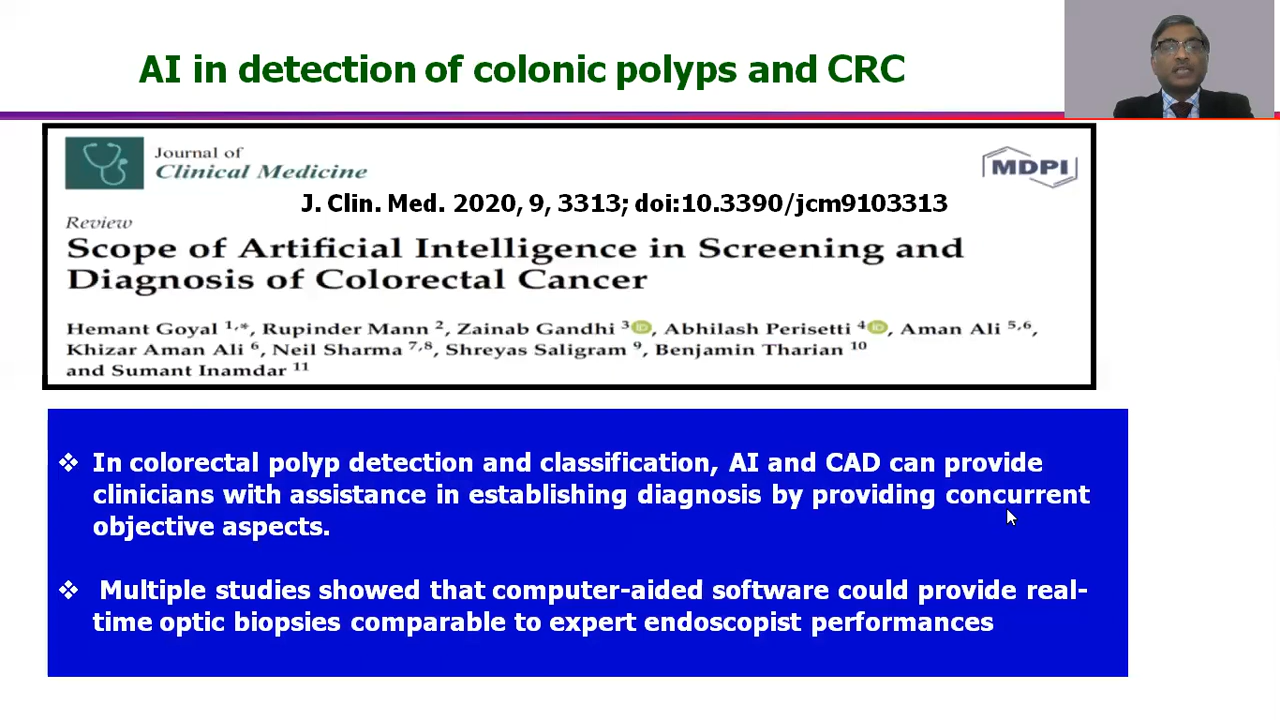 AI in detection of colonic polyps and CRC
Journal of
Clinical Medicine
MDPI
J. Clin. Med. 2020, 9, 3313; doi:10.3390/jcm9103313
Review
Scope of Artificial Intelligence in Screening and
Diagnosis of Colorectal Cancer
Hemant Goyal 1,*, Rupinder Mann 2, Zainab Gandhi 3, Abhilash Perisetti 4, Aman Ali 5,6,
Khizar Aman Ali 6, Neil Sharma 7,8, Shreyas Saligram 9, Benjamin Tharian 10
and Sumant Inamdar 11
❖ In colorectal polyp detection and classification, AI and CAD can provide
clinicians with assistance in establishing diagnosis by providing concurrent
objective aspects.
❖ Multiple studies showed that computer-aided software could provide real-
time optic biopsies comparable to expert endoscopist performances